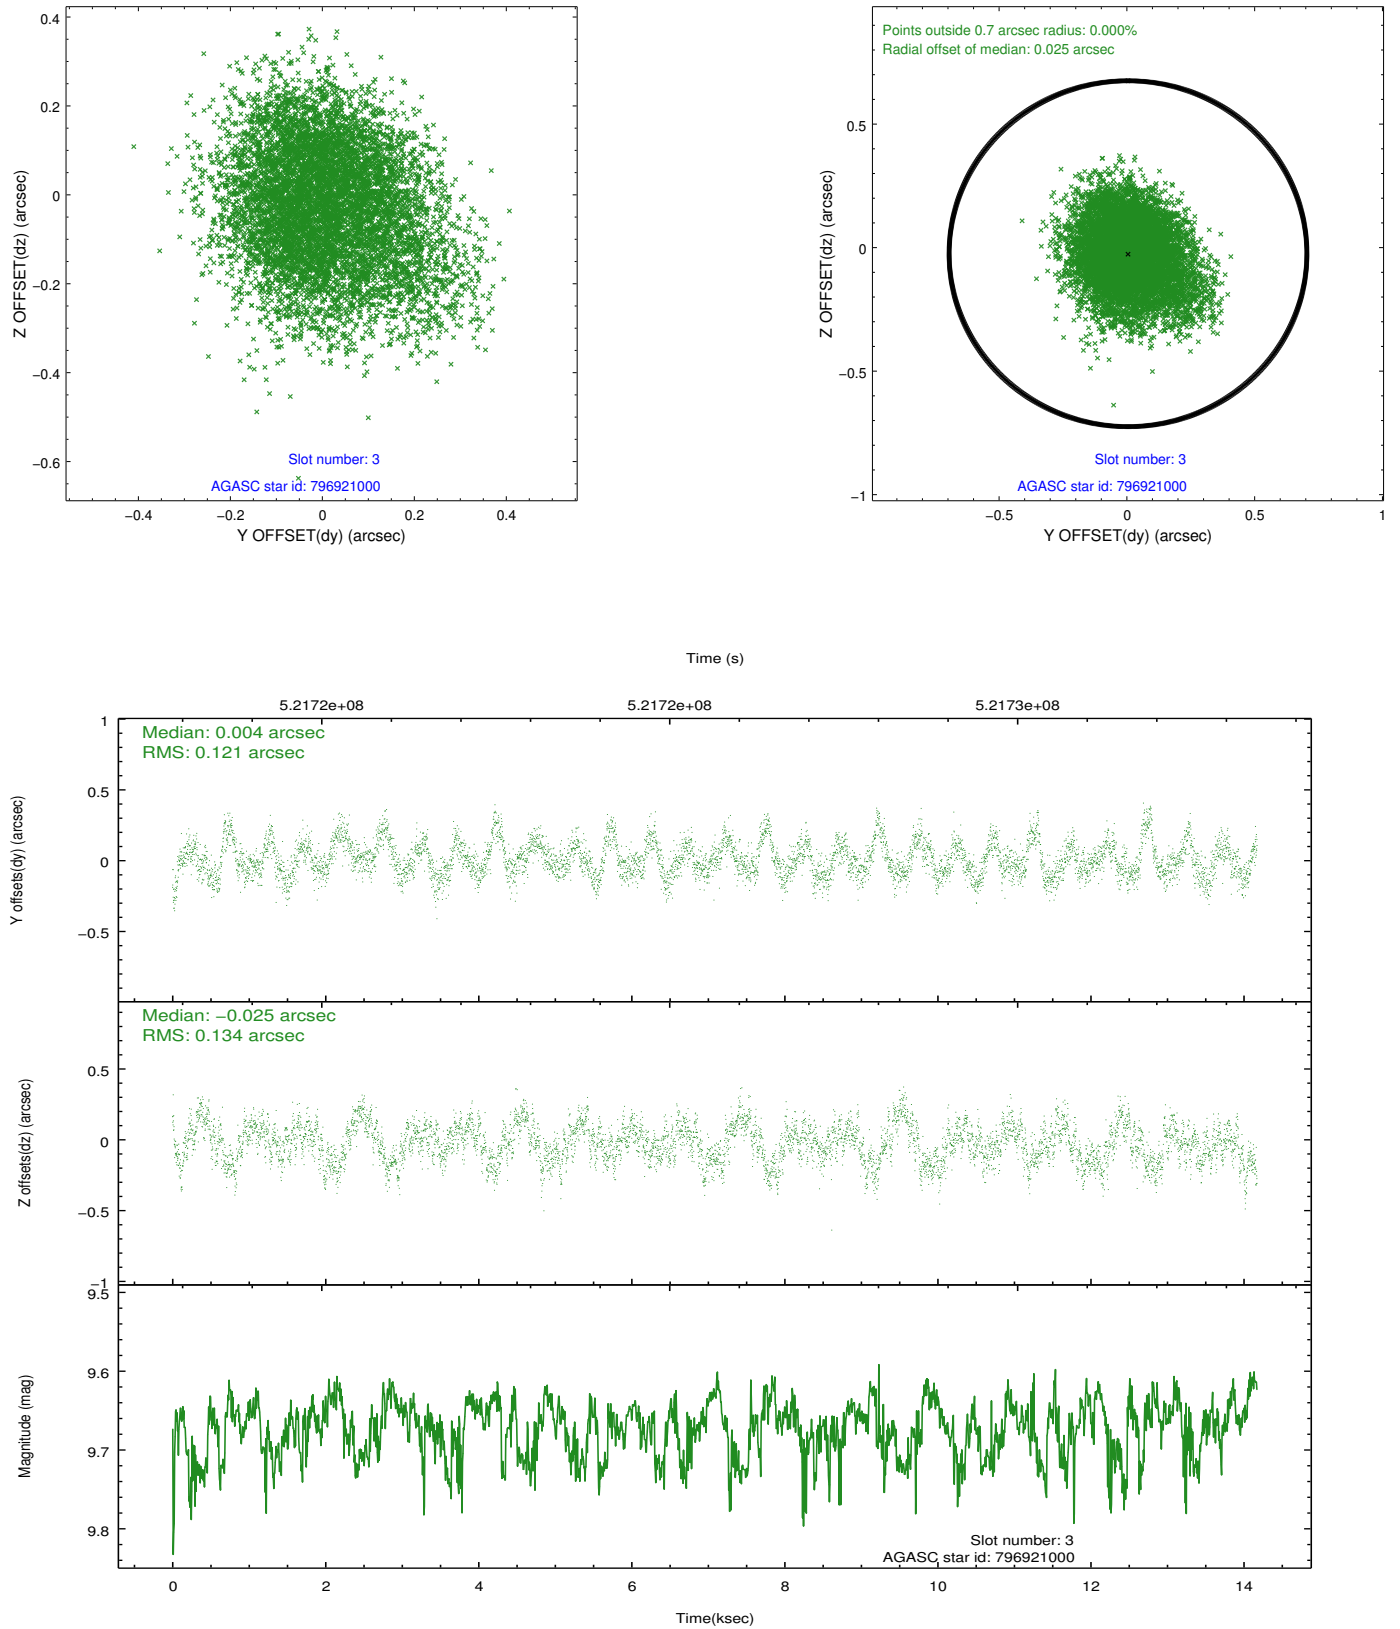 0.4
0.2
0
−0.2
−0.4
−0.6
Z OFFSET(dz) (arcsec)
Slot number: 3
AGASC star id: 796921000
−0.4 −0.2 0 0.2 0.4
Y OFFSET(dy) (arcsec)
Points outside 0.7 arcsec radius: 0.000%
Radial offset of median: 0.025 arcsec
0.5
0
−0.5
−1
Z OFFSET(dz) (arcsec)
Slot number: 3
AGASC star id: 796921000
−0.5 0 0.5 1
Y OFFSET(dy) (arcsec)
Time (s)
5.2172e+08 5.2172e+08 5.2173e+08
Median: 0.004 arcsec
RMS: 0.121 arcsec
1
0.5
0
−0.5
Y offsets(dy) (arcsec)
Median: −0.025 arcsec
RMS: 0.134 arcsec
0.5
0
−0.5
−1
Z offsets(dz) (arcsec)
9.5
9.6
9.7
9.8
Magnitude (mag)
Slot number: 3
AGASC star id: 796921000
0 2 4 6 8 10 12 14
Time(ksec)